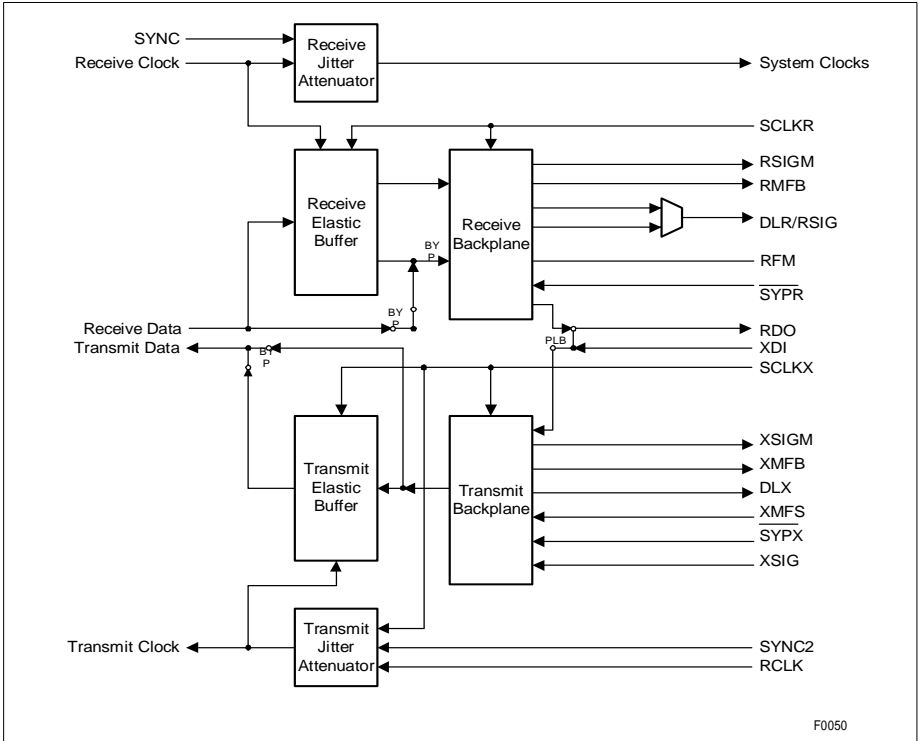 SYNC
Receive Clock
Receive
Jitter
Attenuator
System Clocks
SCLKR
Receive
Elastic
Buffer
Receive
Backplane
RSIGM
RMFB
DLR/RSIG
RFM
SYPR
BY
P
BY
P
Receive Data
Transmit Data
BY
P
PLB
RDO
XDI
SCLKX
Transmit
Elastic
Buffer
Transmit
Backplane
XSIGM
XMFB
DLX
XMFS
SYPX
XSIG
Transmit Clock
Transmit
Jitter
Attenuator
SYNC2
RCLK
F0050